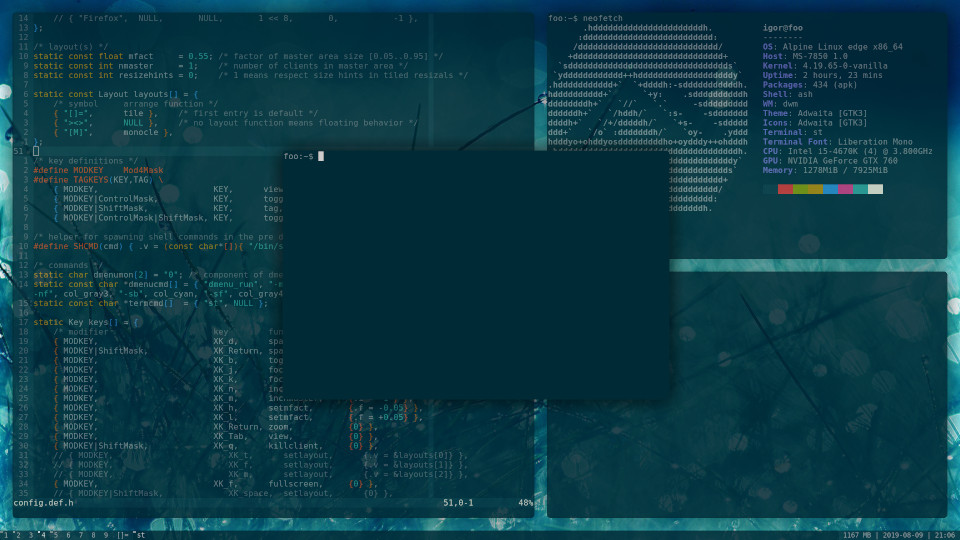 14     // { "Firefox",  NULL,       NULL,       1 << 8,       0,           -1 },
13 };
12
11 /* layout(s) */
10 static const float mfact     = 0.55; /* factor of master area size [0.05..0.95] */
9 static const int nmaster     = 1;    /* number of clients in master area */
8 static const int resizehints = 0;    /* 1 means respect size hints in tiled resizals */
7
6 static const Layout layouts[] = {
5     /* symbol     arrange function */
4     { "[]=",      tile },    /* first entry is default */
3     { "><>",      NULL },    /* no layout function means floating behavior */
2     { "[M]",      monocle },
1 };
51
1 /* key definitions */
2 #define MODKEY    Mod4Mask
3 #define TAGKEYS(KEY,TAG) \
4     { MODKEY,                       KEY,      view
5     { MODKEY|ControlMask,           KEY,      togg
6     { MODKEY|ShiftMask,             KEY,      tag,
7     { MODKEY|ControlMask|ShiftMask, KEY,      togg
8
9 /* helper for spawning shell commands in the pre d
10 #define SHCMD(cmd) { .v = (const char*[]){ "/bin/s
11
12 /* commands */
13 static char dmenumon[2] = "0"; /* component of dme
14 static const char *dmenucmd[] = { "dmenu_run", "-m
"-nf", col_gray3, "-sb", col_cyan, "-sf", col_gray4
15 static const char *termcmd[]  = { "st", NULL };
16
17 static Key keys[] = {
18     /* modifier                     key        fun
19     { MODKEY,                       XK_d,      spa
20     { MODKEY|ShiftMask,             XK_Return, spa
21     { MODKEY,                       XK_b,      tog
22     { MODKEY,                       XK_j,      foc
23     { MODKEY,                       XK_k,      foc
24     { MODKEY,                       XK_n,      inc
25     { MODKEY,                       XK_m,      inc
26     { MODKEY,                       XK_h,      setmfact,       {.f = -0.05} },
27     { MODKEY,                       XK_l,      setmfact,       {.f = +0.05} },
28     { MODKEY,                       XK_Return, zoom,           {0} },
29     { MODKEY,                       XK_Tab,    view,           {0} },
30     { MODKEY|ShiftMask,             XK_q,      killclient,     {0} },
31     // { MODKEY,                       XK_t,      setlayout,      {.v = &layouts[0]} },
32     // { MODKEY,                       XK_f,      setlayout,      {.v = &layouts[1]} },
33     // { MODKEY,                       XK_m,      setlayout,      {.v = &layouts[2]} },
34     { MODKEY,                       XK_f,      fullscreen,     {0} },
35     // { MODKEY|ShiftMask,             XK_space,  setlayout,      {0} },
config.def.h                    51,0-1         48%
foo:~$
foo:~$ neofetch
igor@foo
--------
OS: Alpine Linux edge x86_64
Host: MS-7850 1.0
Kernel: 4.19.65-0-vanilla
Uptime: 2 hours, 23 mins
Packages: 434 (apk)
Shell: ash
WM: dwm
Theme: Adwaita [GTK3]
Icons: Adwaita [GTK3]
Terminal: st
Terminal Font: Liberation Mono
CPU: Intel i5-4670K (4) @ 3.800GHz
GPU: NVIDIA GeForce GTX 760
Memory: 1278MiB / 7925MiB
1 2 3 4 5 6 7 8 9 []= st
1167 MB | 2019-08-09 | 21:06